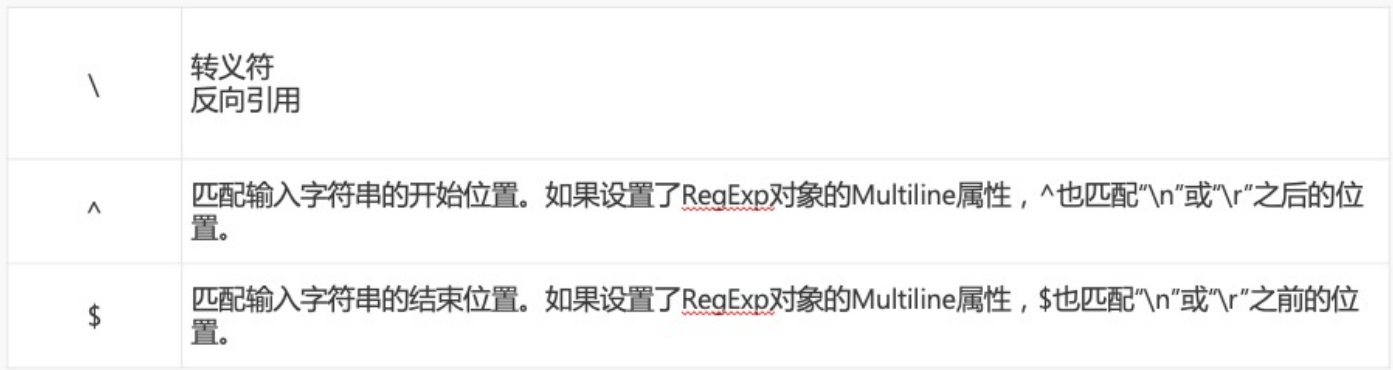 \
转义符
反向引用
^
匹配输入字符串的开始位置。如果设置了RegExp对象的Multiline属性，^也匹配“\n”或“\r”之后的位
置。
$
匹配输入字符串的结束位置。如果设置了RegExp对象的Multiline属性，$也匹配“\n”或“\r”之前的位
置。